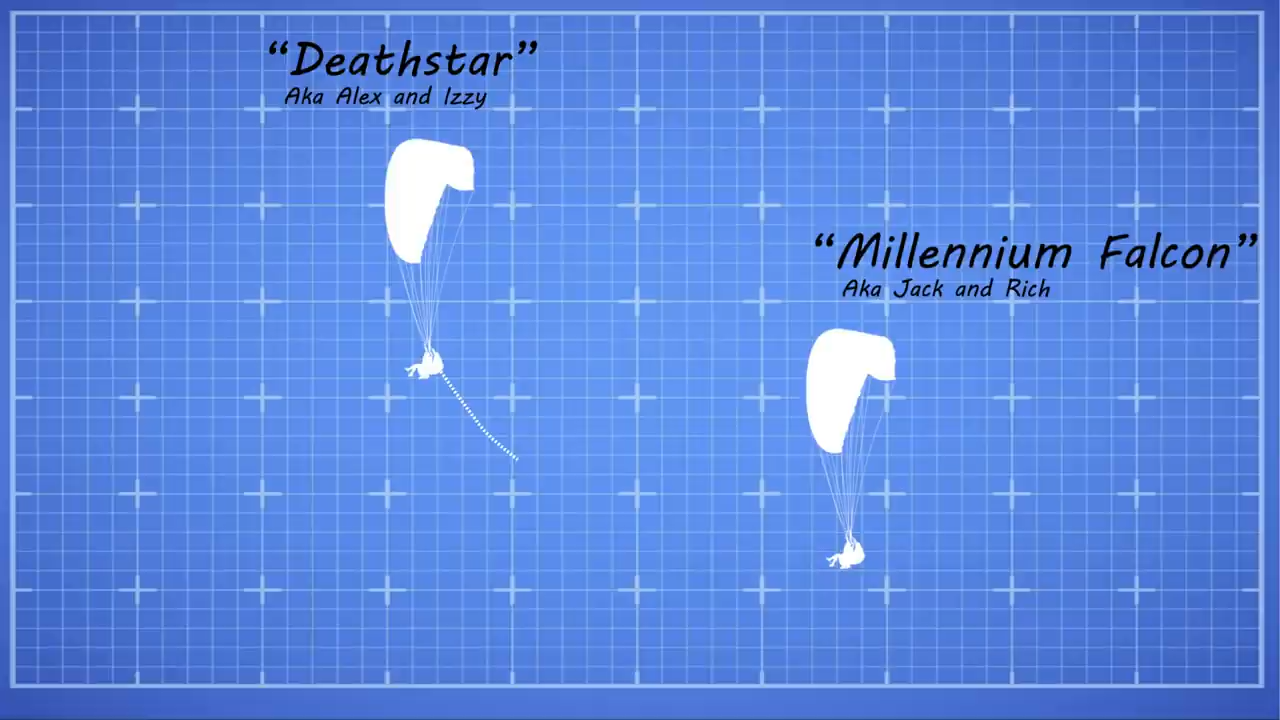 “Deathstar”
Aka Alex and Izzy
“Millennium Falcon”
Aka Jack and Rich